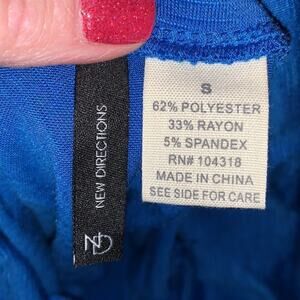 NEW DIRECTIONS
ND
S
62% POLYESTER
33% RAYON
5% SPANDEX
RN# 104318
MADE IN CHINA
SEE SIDE FOR CARE